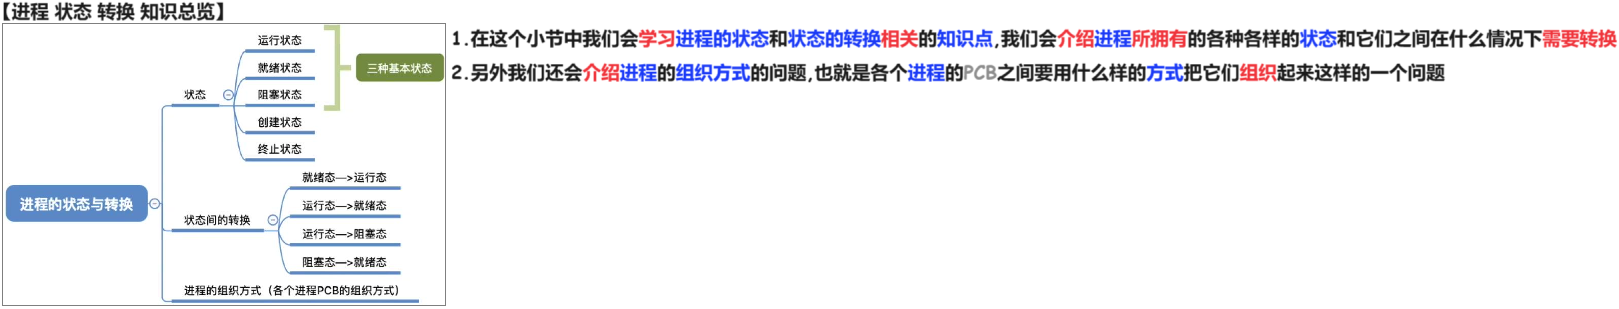 【进程 状态 转换 知识总览】
运行状态
就绪状态
三种基本状态
状态
阻塞状态
创建状态
终止状态
就绪态—>运行态
进程的状态与转换
运行态—>就绪态
状态间的转换
运行态—>阻塞态
阻塞态—>就绪态
进程的组织方式（各个进程PCB的组织方式）
1.在这个小节中我们会学习进程的状态和状态的转换相关的知识点,我们会介绍进程所拥有的各种各样的状态和它们之间在什么情况下需要转换
2.另外我们还会介绍进程的组织方式的问题,也就是各个进程的PCB之间要用什么样的方式把它们组织起来这样的一个问题